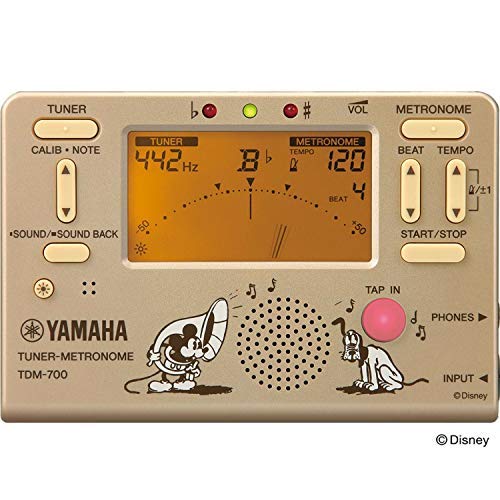 TUNER
♭
♯
VOL
METRONOME
CALIB • NOTE
BEAT
TEMPO
TUNER
METRONOME
442Hz
B♭
TEMPO
120
BEAT
4
-50
+50
/±1
■SOUND/■SOUND BACK
START/STOP
TAP IN
YAMAHA
PHONES ▶
TUNER-METRONOME
TDM-700
INPUT ◀
©Disney
© Disney